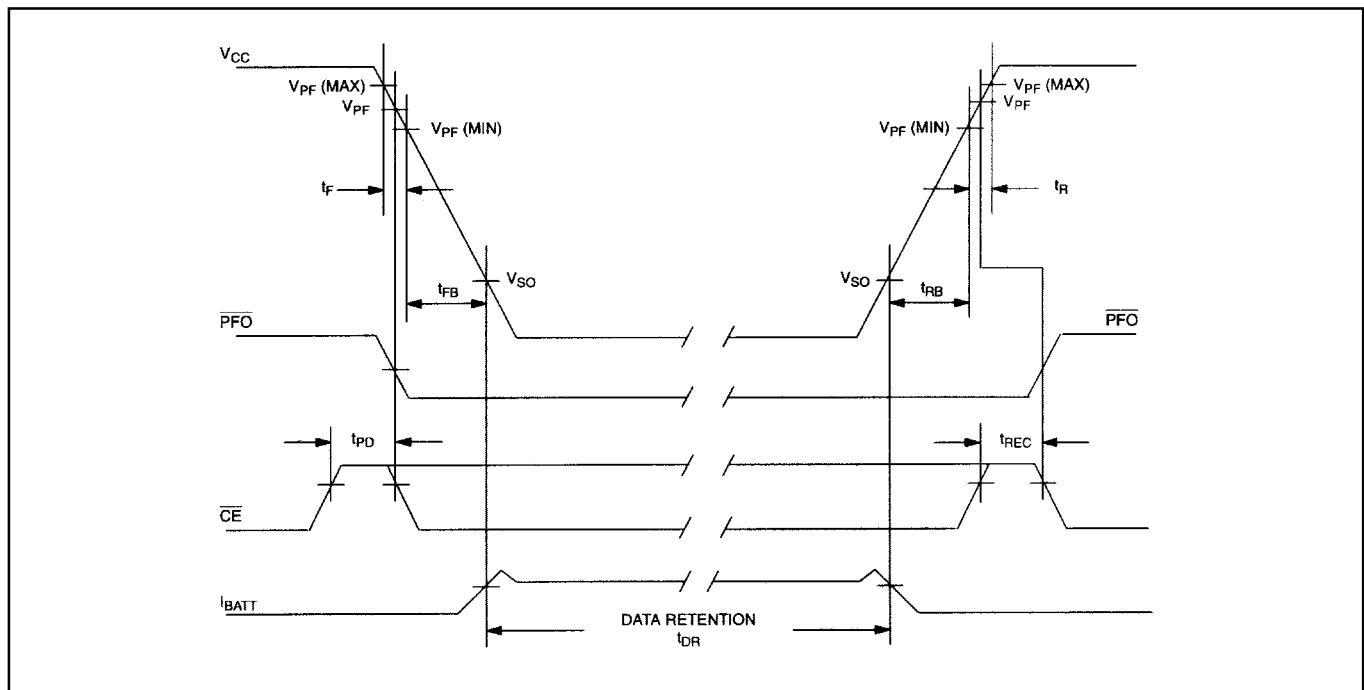 VCC
VPF (MAX)
VPF (MAX)
VPF
VPF
VPF (MIN)
VPF (MIN)
tF
tR
VSO
VSO
tFB
tRB
PFO
PFO
tPD
tREC
CE
IBATT
DATA RETENTION
tDR